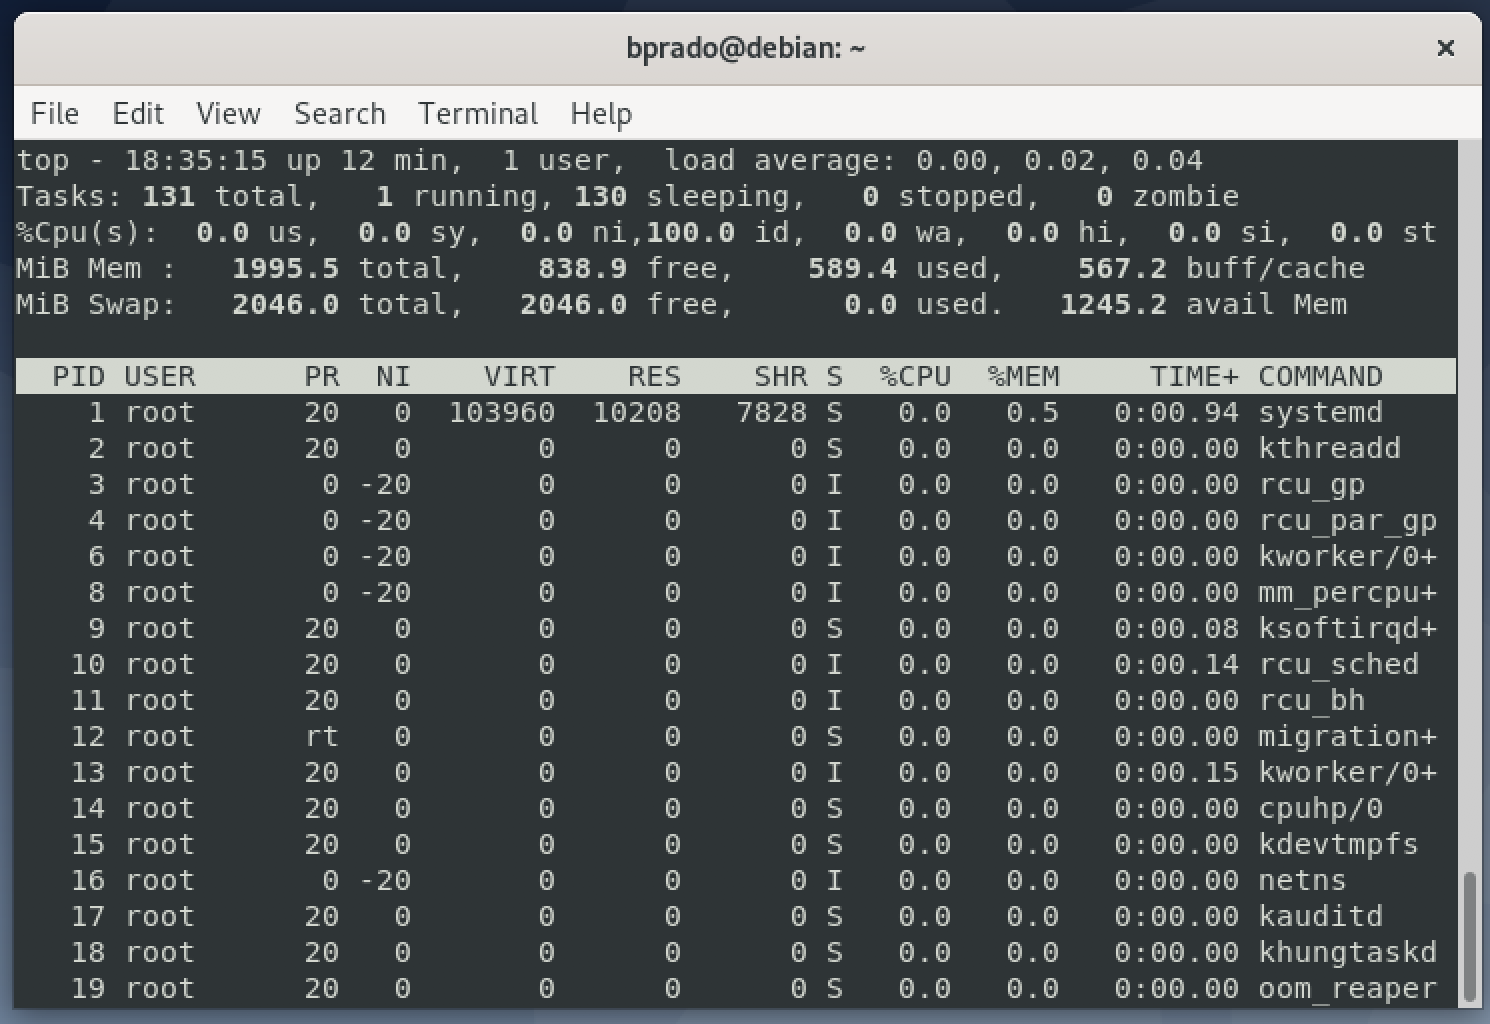 bprado@debian: ~
File Edit View Search Terminal Help
top - 18:35:15 up 12 min,  1 user,  load average: 0.00, 0.02, 0.04
Tasks: 131 total,   1 running, 130 sleeping,   0 stopped,   0 zombie
%Cpu(s):  0.0 us,  0.0 sy,  0.0 ni,100.0 id,  0.0 wa,  0.0 hi,  0.0 si,  0.0 st
MiB Mem :   1995.5 total,    838.9 free,    589.4 used,    567.2 buff/cache
MiB Swap:   2046.0 total,   2046.0 free,      0.0 used.   1245.2 avail Mem
  PID USER      PR  NI    VIRT    RES    SHR S  %CPU  %MEM     TIME+ COMMAND
    1 root      20   0  103960  10208   7828 S   0.0   0.5   0:00.94 systemd
    2 root      20   0       0      0      0 S   0.0   0.0   0:00.00 kthreadd
    3 root       0 -20       0      0      0 I   0.0   0.0   0:00.00 rcu_gp
    4 root       0 -20       0      0      0 I   0.0   0.0   0:00.00 rcu_par_gp
    6 root       0 -20       0      0      0 I   0.0   0.0   0:00.00 kworker/0+
    8 root       0 -20       0      0      0 I   0.0   0.0   0:00.00 mm_percpu+
    9 root      20   0       0      0      0 S   0.0   0.0   0:00.08 ksoftirqd+
   10 root      20   0       0      0      0 I   0.0   0.0   0:00.14 rcu_sched
   11 root      20   0       0      0      0 I   0.0   0.0   0:00.00 rcu_bh
   12 root      rt   0       0      0      0 S   0.0   0.0   0:00.00 migration+
   13 root      20   0       0      0      0 I   0.0   0.0   0:00.15 kworker/0+
   14 root      20   0       0      0      0 S   0.0   0.0   0:00.00 cpuhp/0
   15 root      20   0       0      0      0 S   0.0   0.0   0:00.00 kdevtmpfs
   16 root       0 -20       0      0      0 I   0.0   0.0   0:00.00 netns
   17 root      20   0       0      0      0 S   0.0   0.0   0:00.00 kauditd
   18 root      20   0       0      0      0 S   0.0   0.0   0:00.00 khungtaskd
   19 root      20   0       0      0      0 S   0.0   0.0   0:00.00 oom_reaper